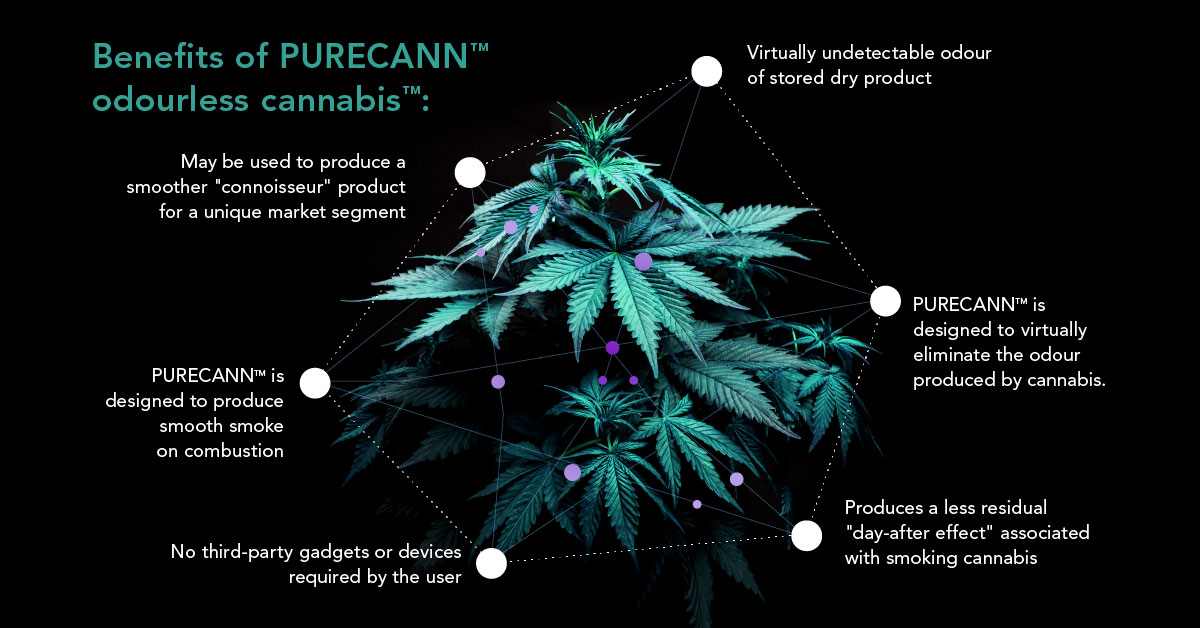 Benefits of PURECANN™
odourless cannabis™:
Virtually undetectable odour
of stored dry product
May be used to produce a
smoother "connoisseur" product
for a unique market segment
PURECANN™ is
designed to virtually
eliminate the odour
produced by cannabis.
PURECANN™ is
designed to produce
smooth smoke
on combustion
Produces a less residual
"day-after effect" associated
with smoking cannabis
No third-party gadgets or devices
required by the user